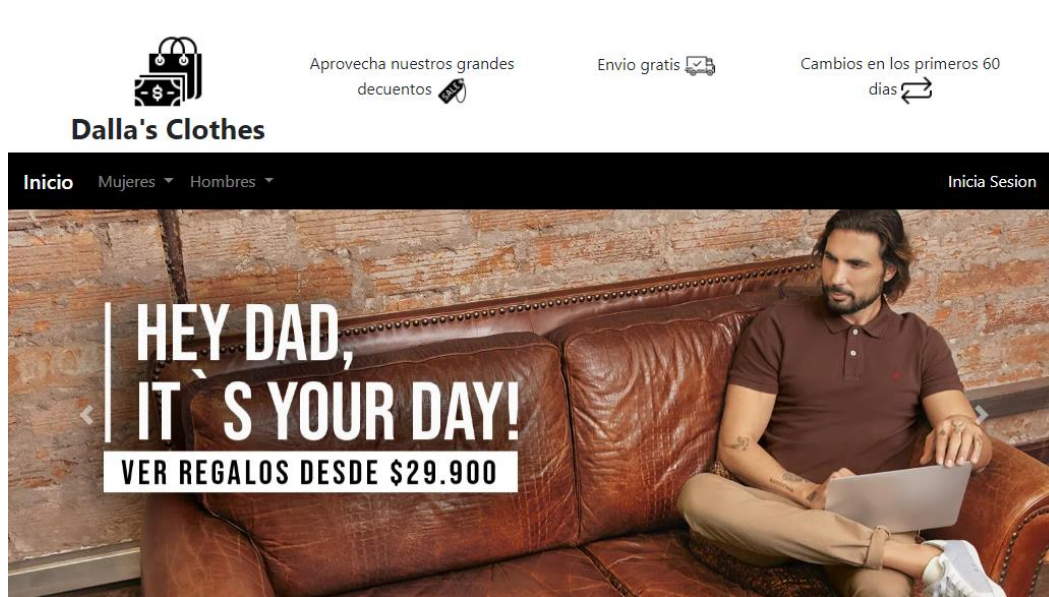 Aprovecha nuestros grandes
decuentos SALE
Envio gratis
Cambios en los primeros 60
dias
-$-
Dalla's Clothes
Inicio Mujeres Hombres Inicia Sesion
HEY DAD,
IT`S YOUR DAY!
VER REGALOS DESDE $29.900